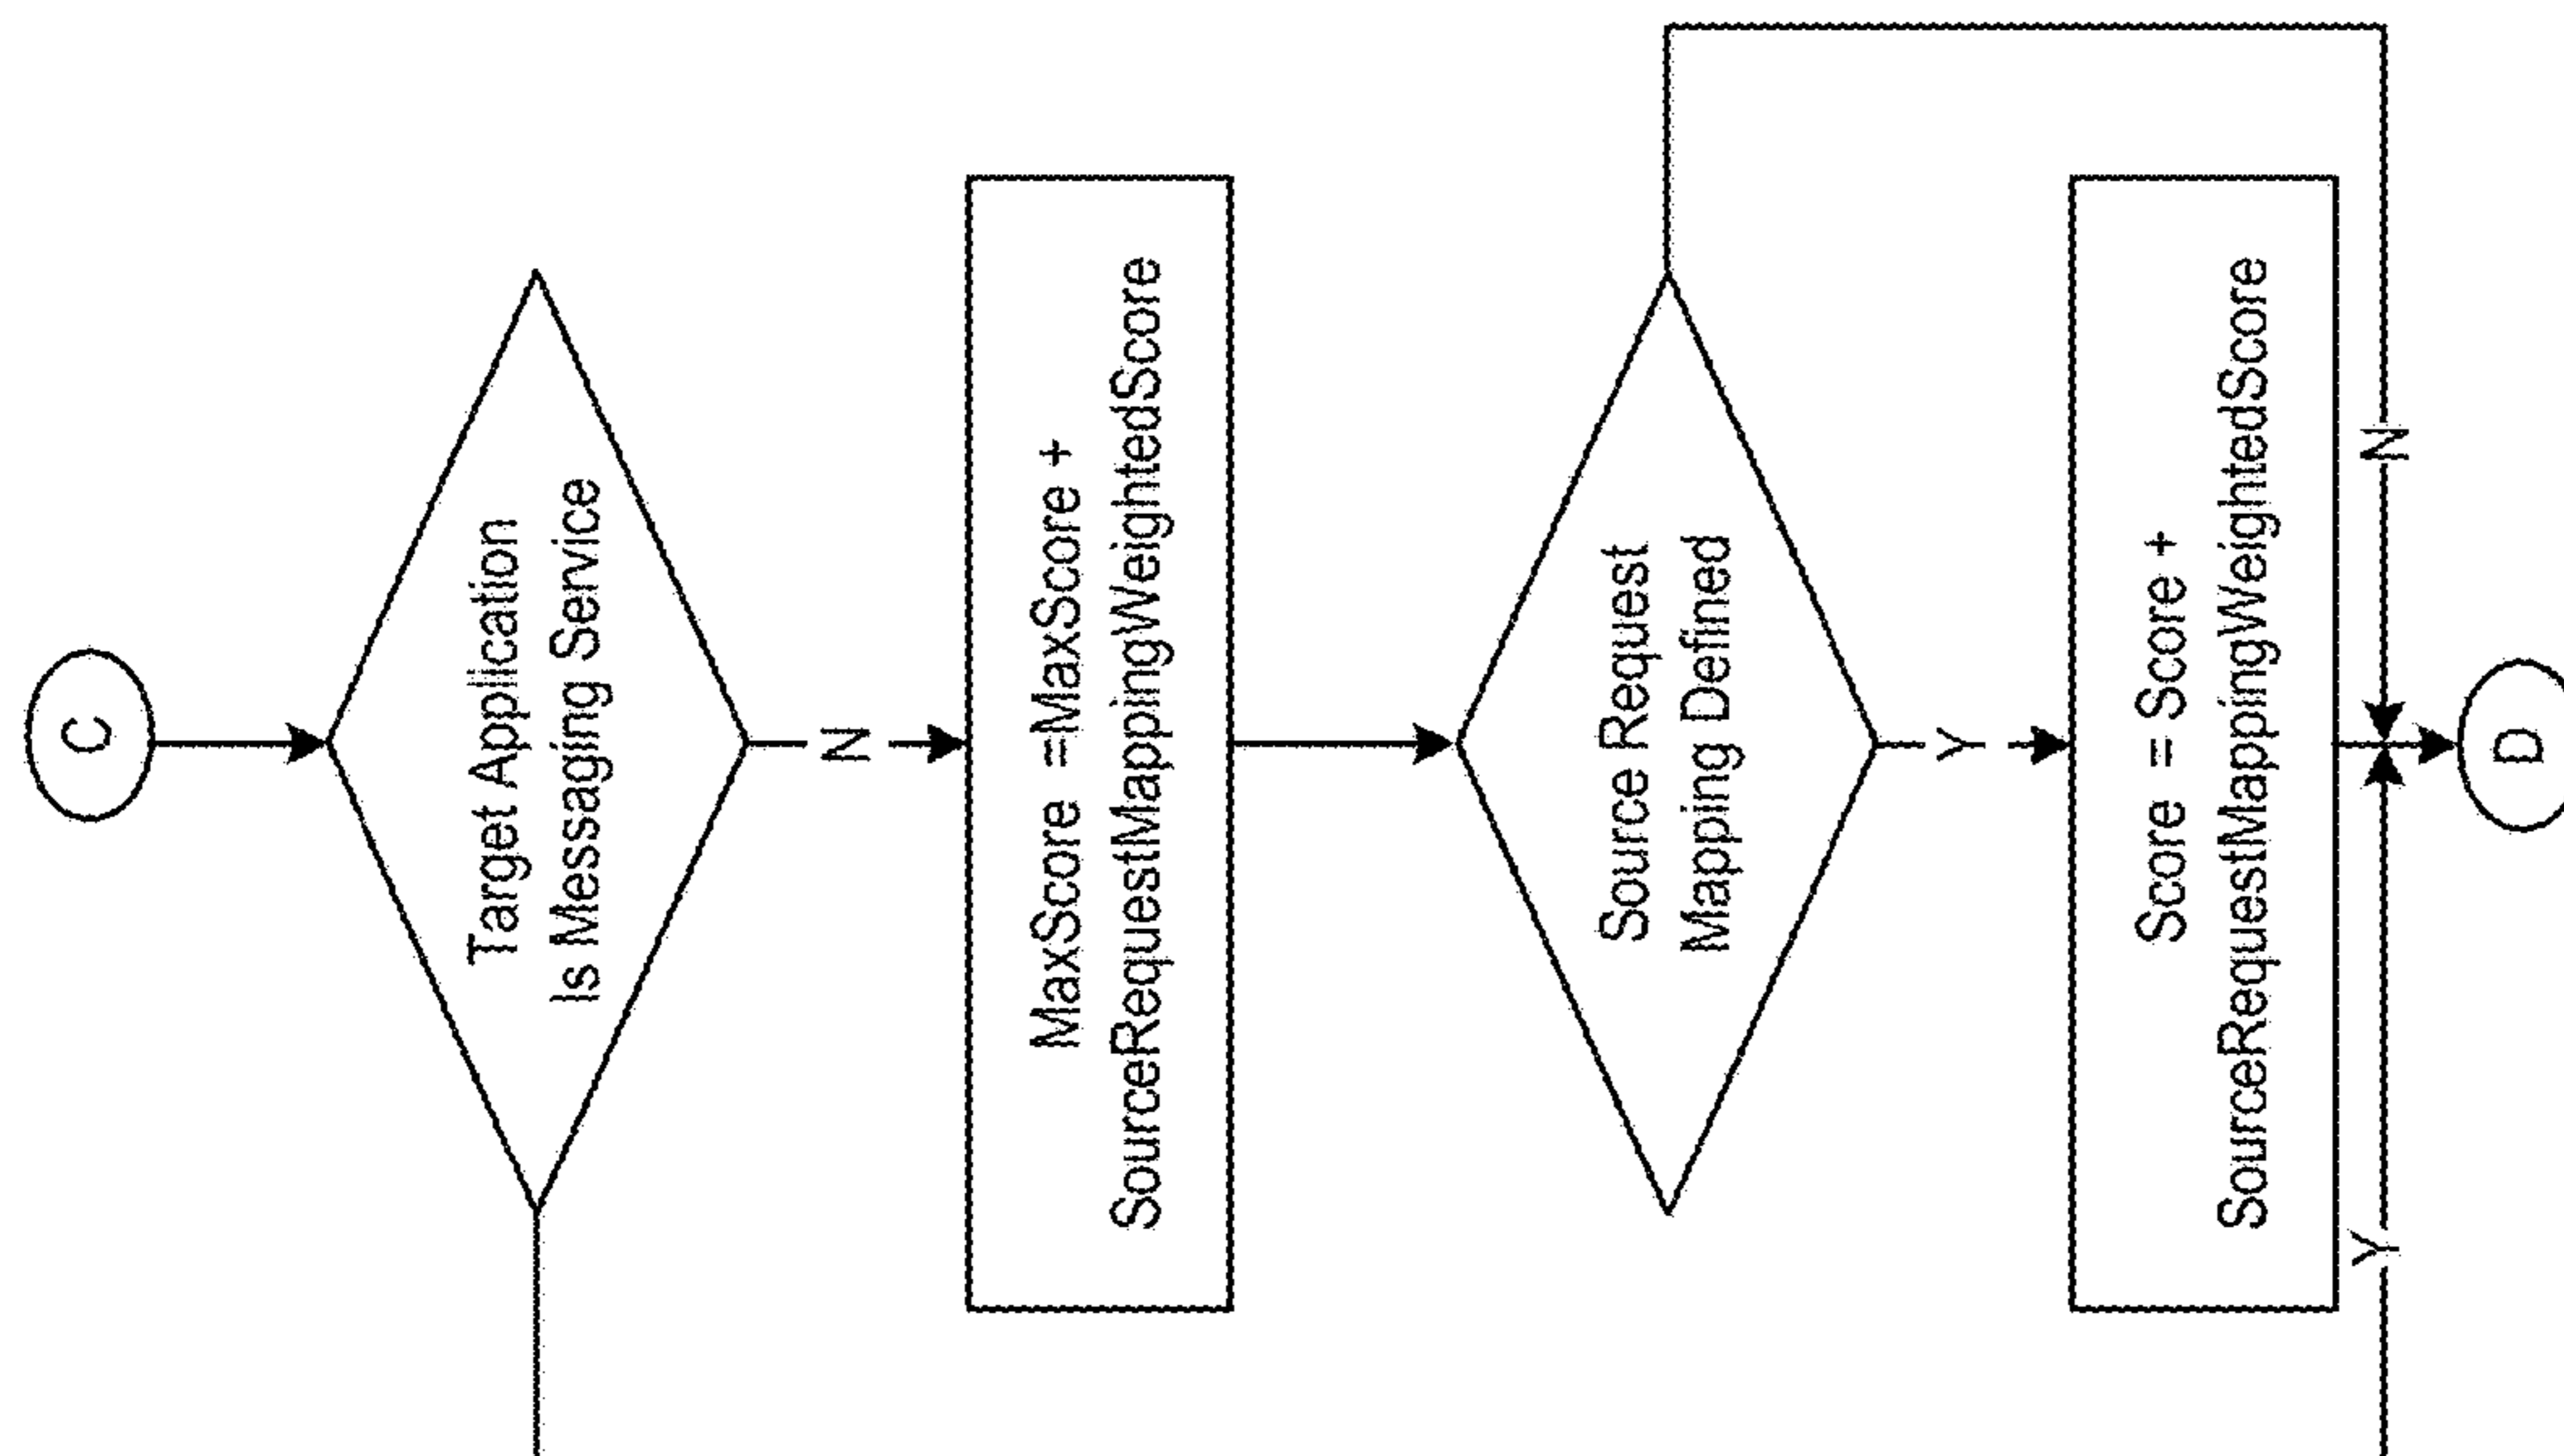 C
Target Application
Is Messaging Service
N
MaxScore =MaxScore +
SourceRequestMappingWeightedScore
Source Request
Mapping Defined
Y
Score = Score +
SourceRequestMappingWeightedScore
Y
N
D